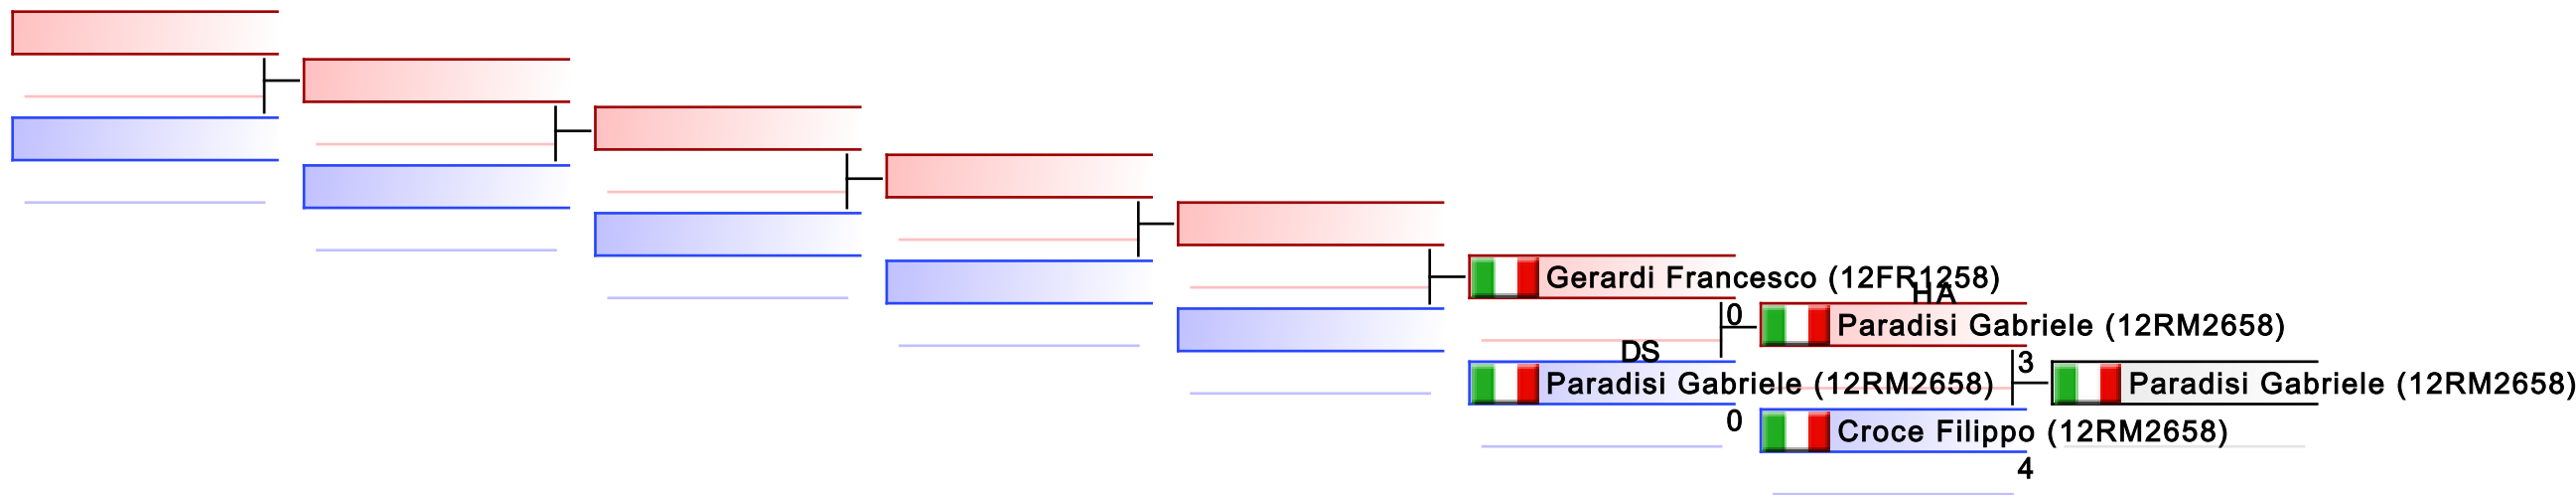 Gerardi Francesco (12FR1258)
HA
0
Paradisi Gabriele (12RM2658)
DS
3
Paradisi Gabriele (12RM2658)
Paradisi Gabriele (12RM2658)
0
Croce Filippo (12RM2658)
4